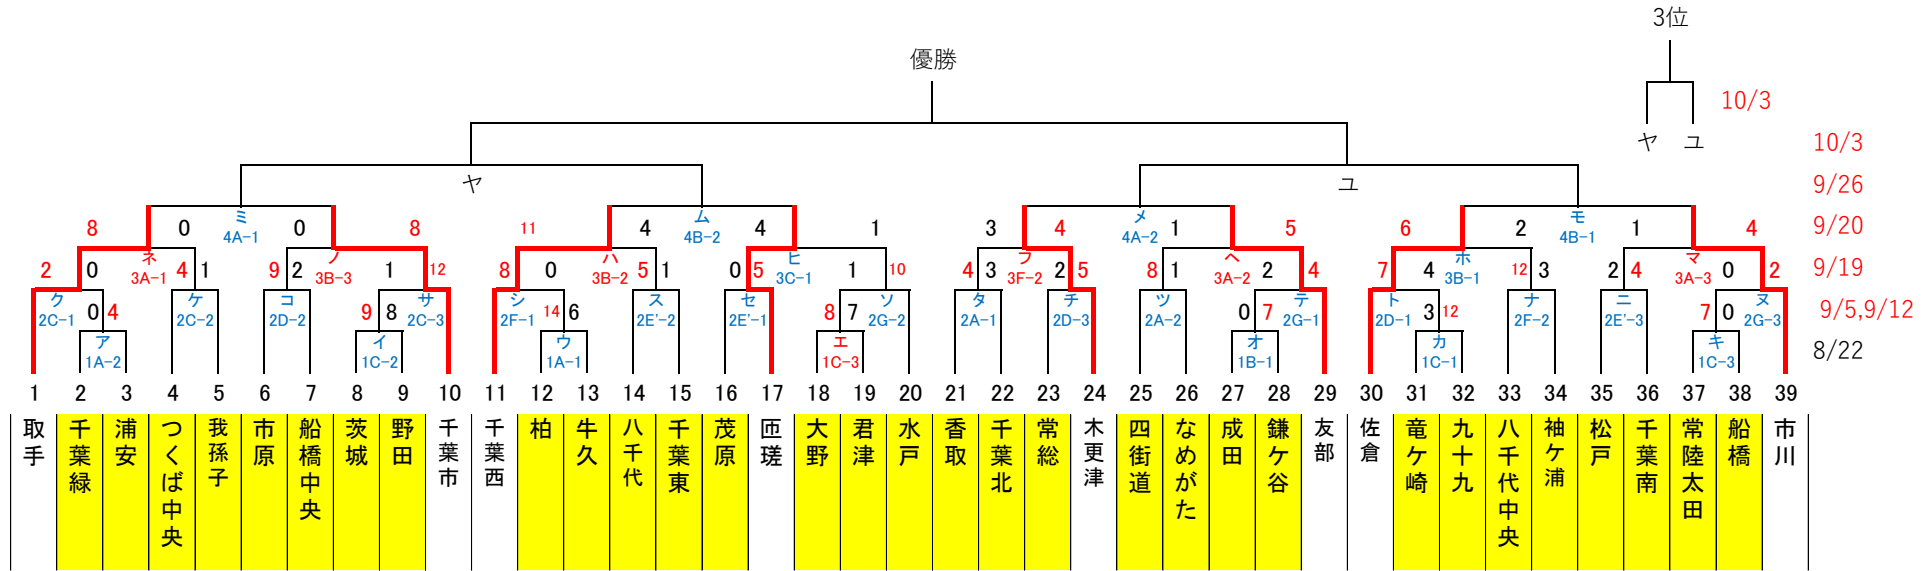 3位
優勝
10/3
ヤ ユ 10/3
ヤ ユ 9/26
8 0 ミ 0 8 11 4 ム 4 1 3 4 メ 1 5 6 2 モ 1 4 9/20
4A-1 4B-2 4A-2 4B-1
2 0 ネ 4 1 9 2 ノ 1 12 8 0 ハ 5 1 0 5 ヒ 1 10 4 3 フ 2 5 8 1 ヘ 2 4 7 4 ホ 12 3 2 4 マ 0 2 9/19
3A-1 3B-3 3B-2 3C-1 3F-2 3A-2 3B-1 3A-3
ク 0 4 ケ コ 9 8 サ シ 14 6 ス セ 8 7 ソ タ チ ツ 0 7 テ ト 3 12 ナ ニ 7 0 ヌ 9/5,9/12
2C-1 2C-2 2D-2 2C-3 2F-1 2E'-2 2E'-1 2G-2 2A-1 2D-3 2A-2 2G-1 2D-1 2F-2 2E'-3 2G-3
ア イ ウ エ オ カ キ 8/22
1A-2 1C-2 1A-1 1C-3 1B-1 1C-1 1C-3
1 2 3 4 5 6 7 8 9 10 11 12 13 14 15 16 17 18 19 20 21 22 23 24 25 26 27 28 29 30 31 32 33 34 35 36 37 38 39
取手
千葉緑
浦安
つくば中央
我孫子
市原
船橋中央
茨城
野田
千葉市
千葉西
柏
牛久
八千代
千葉東
茂原
匝瑳
大野
君津
水戸
香取
千葉北
常総
木更津
四街道
なめがた
成田
鎌ケ谷
友部
佐倉
竜ケ崎
九十九
八千代中央
袖ケ浦
松戸
千葉南
常陸太田
船橋
市川